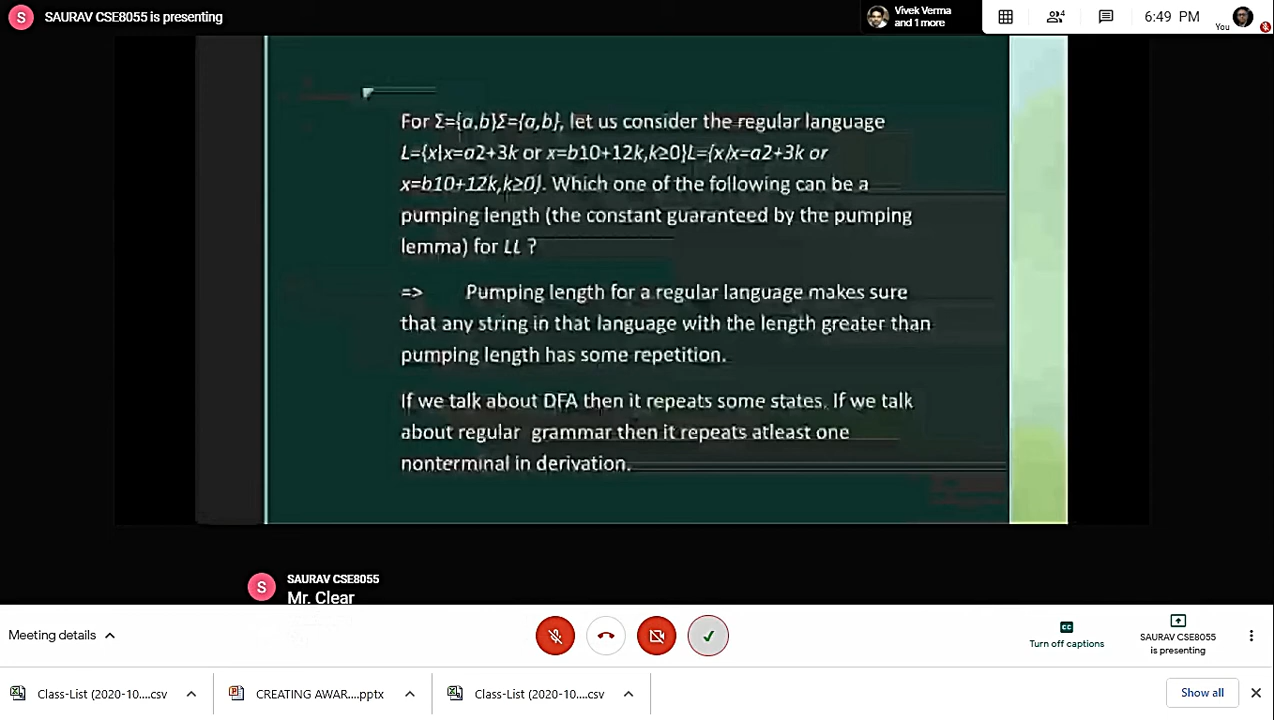 S SAURAV CSE8055 is presenting
Vivek Verma
and 1 more
4
6:49 PM
You
For Σ={a,b}Σ={a,b}, let us consider the regular language
L={x|x=a2+3k or x=b10+12k,k≥0}L={x/x=a2+3k or
x=b10+12k,k≥0}. Which one of the following can be a
pumping length (the constant guaranteed by the pumping
lemma) for LL ?
=> Pumping length for a regular language makes sure
that any string in that language with the length greater than
pumping length has some repetition.
If we talk about DFA then it repeats some states. If we talk
about regular grammar then it repeats atleast one
nonterminal in derivation.
S SAURAV CSE8055
Mr. Clear
Meeting details
CC
Turn off captions
SAURAV CSE8055
is presenting
Class-List (2020-10....csv
CREATING AWAR....pptx
Class-List (2020-10....csv
Show all